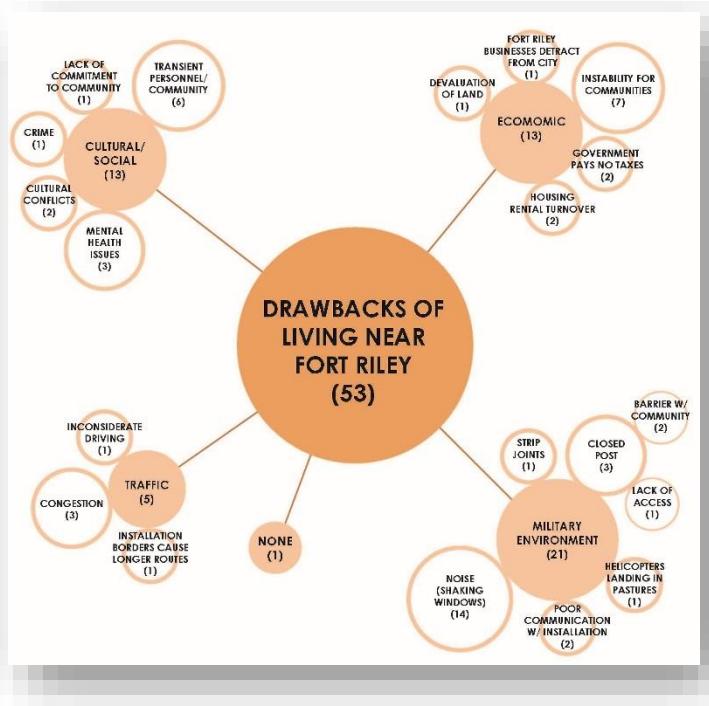 LACK OF
COMMITMENT
TO COMMUNITY
(1)
TRANSIENT
PERSONNEL/
COMMUNITY
(6)
CRIME
(1)
CULTURAL/
SOCIAL
(13)
CULTURAL
CONFLICTS
(2)
MENTAL
HEALTH
ISSUES
(3)
FORT RILEY
BUSINESSES DETRACT
FROM CITY
(1)
DEVALUATION
OF LAND
(1)
INSTABILITY FOR
COMMUNITIES
(7)
ECOMOMIC
(13)
GOVERNMENT
PAYS NO TAXES
(2)
HOUSING
RENTAL TURNOVER
(2)
DRAWBACKS OF
LIVING NEAR
FORT RILEY
(53)
INCONSIDERATE
DRIVING
(1)
TRAFFIC
(5)
CONGESTION
(3)
INSTALLATION
BORDERS CAUSE
LONGER ROUTES
(1)
NONE
(1)
BARRIER W/
COMMUNITY
(2)
STRIP
JOINTS
(1)
CLOSED
POST
(3)
LACK OF
ACCESS
(1)
MILITARY
ENVIRONMENT
(21)
HELICOPTERS
LANDING IN
PASTURES
(1)
NOISE
(SHAKING
WINDOWS)
(14)
POOR
COMMUNICATION
W/ INSTALLATION
(2)